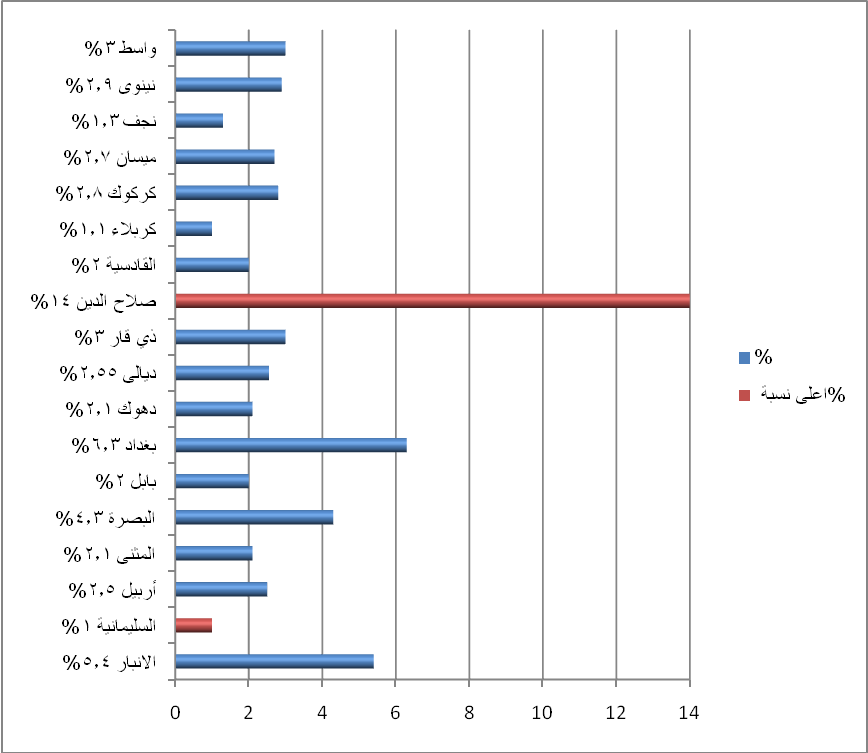 واسط ٣%
نينوى ٢,٩%
نجف ١,٣%
ميسان ٢,٧%
كركوك ٢,٨%
كربلاء ١,١%
القادسية ٢%
صلاح الدين ١٤%
ذي قار ٣%
ديالى ٢,٥٥%
دهوك ٢,١%
بغداد ٦,٣%
بابل ٢%
البصرة ٤,٣%
المثنى ٢,١%
أربيل ٢,٥%
السليمانية ١%
الانبار ٥,٤%
0 2 4 6 8 10 12 14
%
%اعلى نسبة